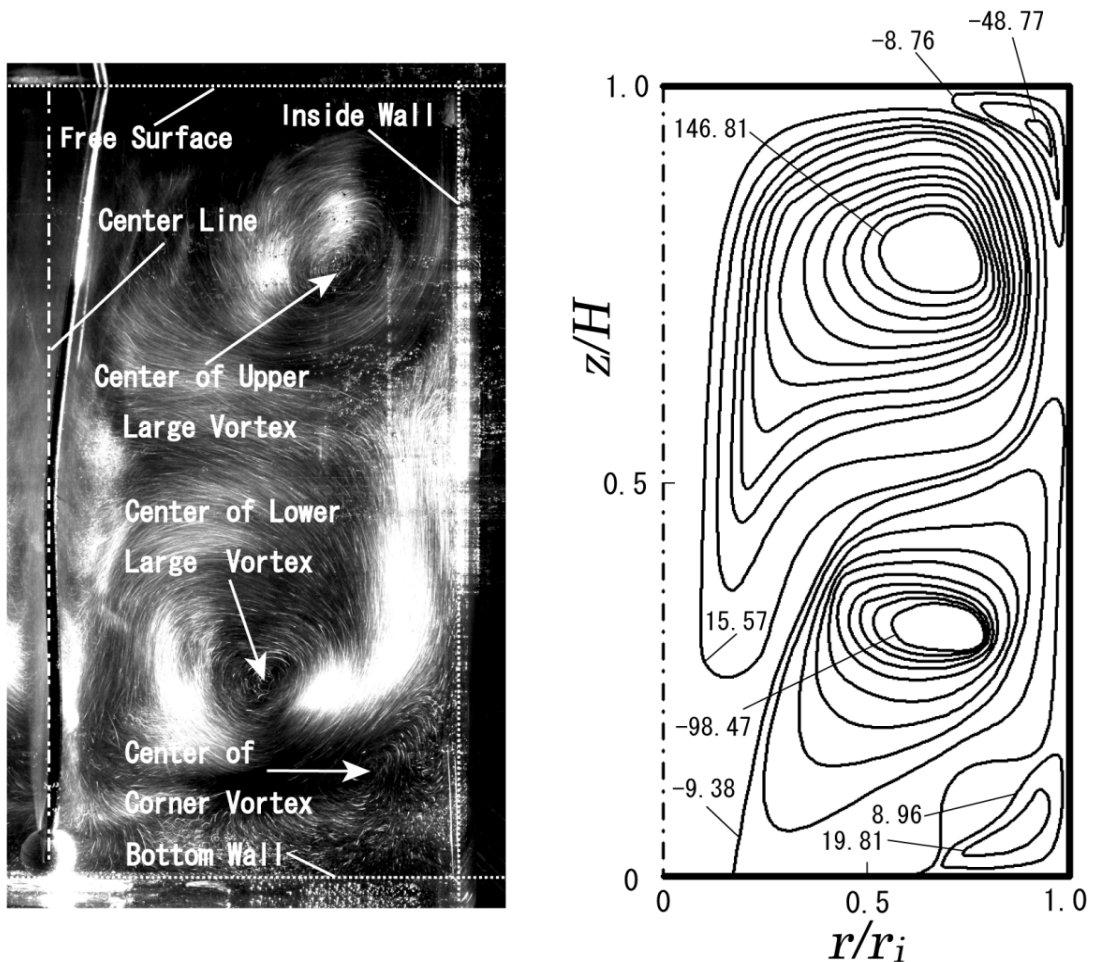 Free Surface
Inside Wall
Center Line
Center of Upper
Large Vortex
Center of Lower
Large Vortex
Center of
Corner Vortex
Bottom Wall
-48.77
-8.76
1.0
146.81
z/H
0.5
15.57
-98.47
-9.38
8.96
19.81
0
0
0.5
1.0
r/ri